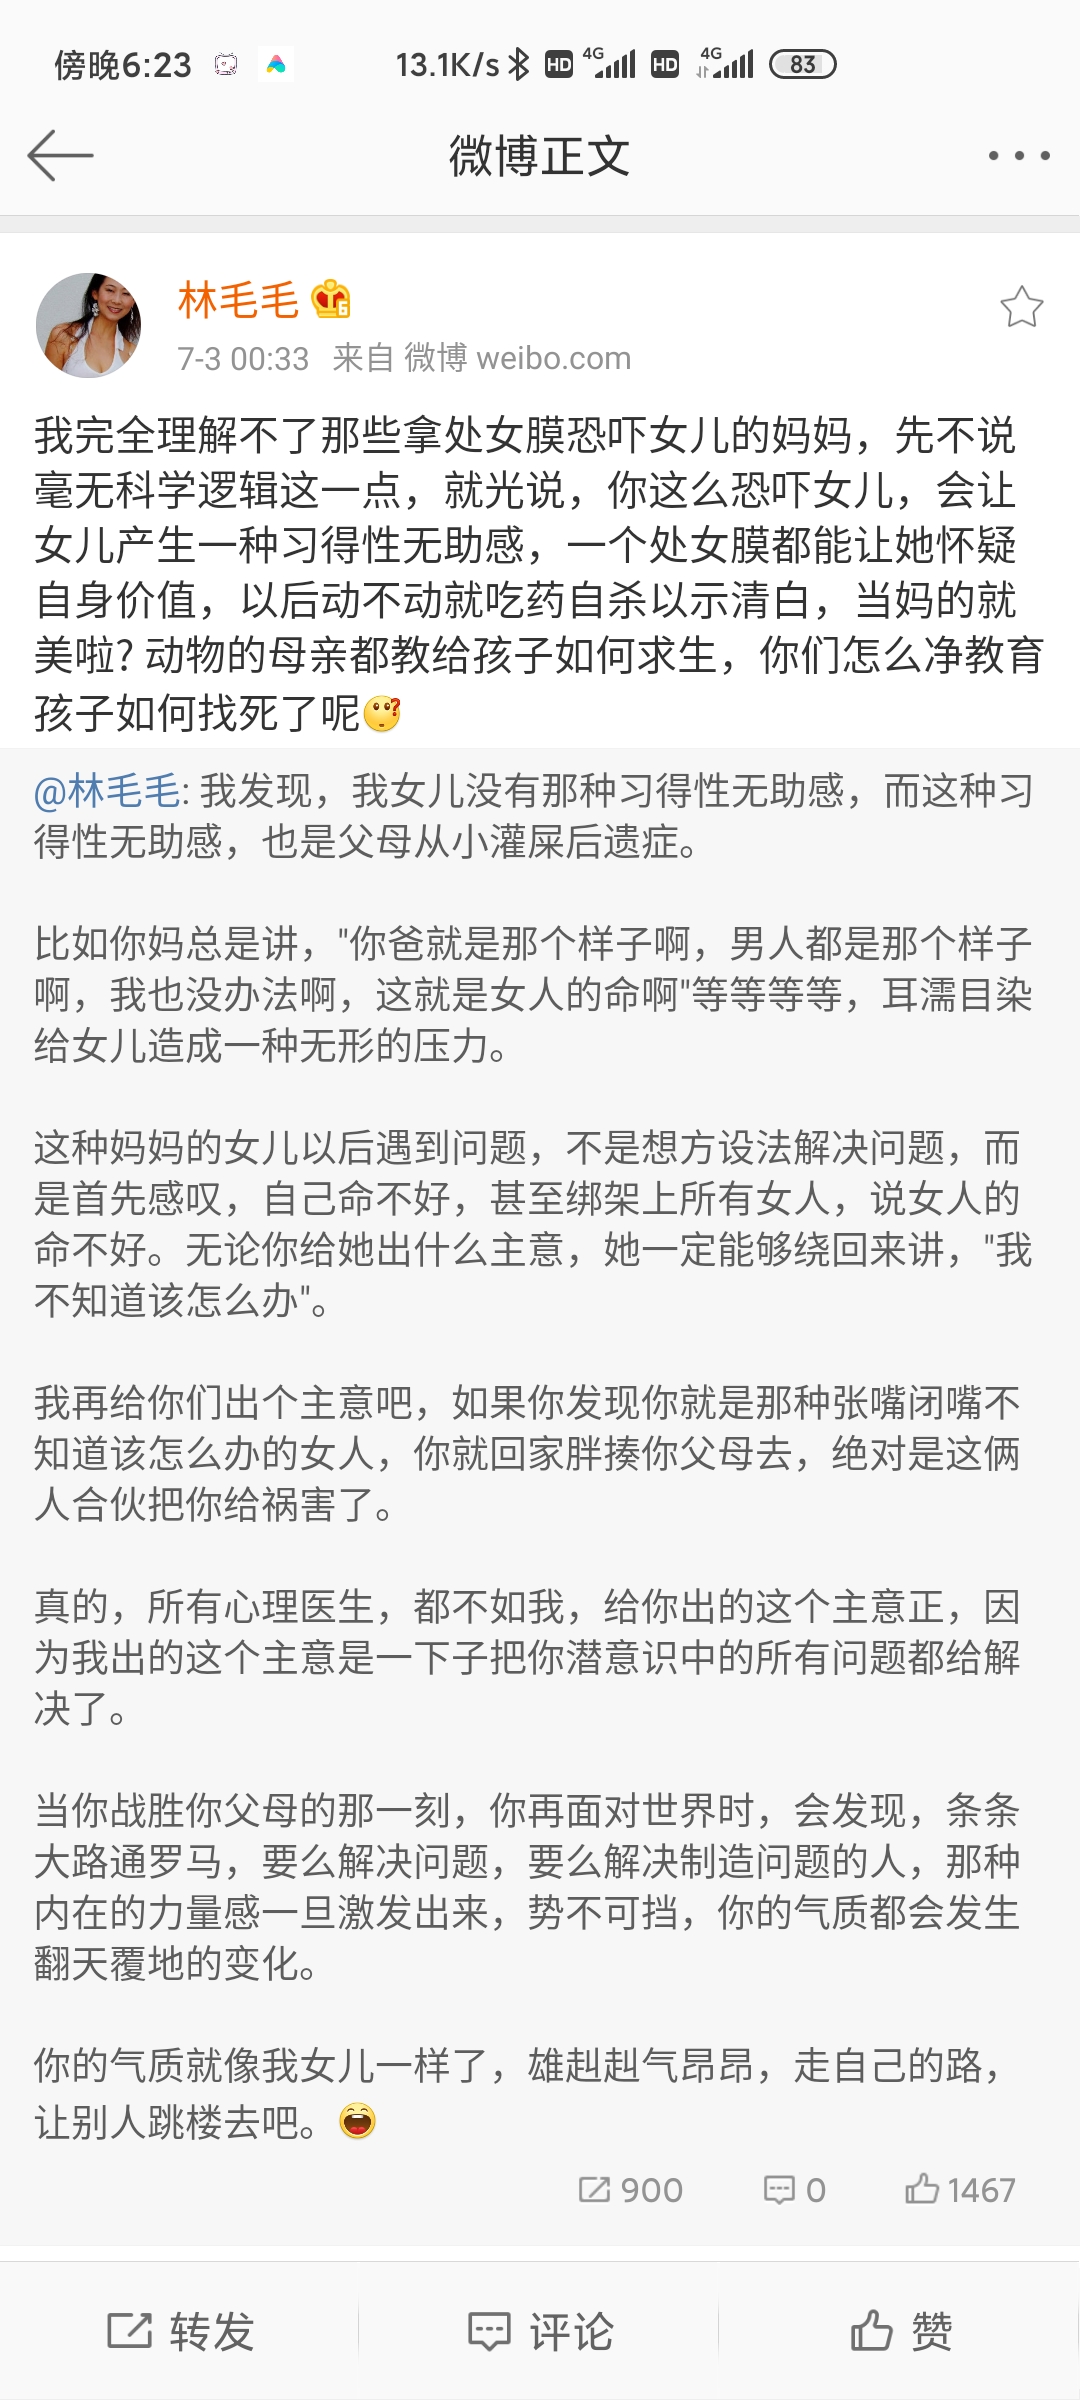 傍晚6:23 13.1K/s HD 4G HD 4G 83
微博正文
林毛毛 6
7-3 00:33 来自 微博 weibo.com
我完全理解不了那些拿处女膜恐吓女儿的妈妈，先不说
毫无科学逻辑这一点，就光说，你这么恐吓女儿，会让
女儿产生一种习得性无助感，一个处女膜都能让她怀疑
自身价值，以后动不动就吃药自杀以示清白，当妈的就
美啦? 动物的母亲都教给孩子如何求生，你们怎么净教育
孩子如何找死了呢
@林毛毛: 我发现，我女儿没有那种习得性无助感，而这种习
得性无助感，也是父母从小灌屎后遗症。
比如你妈总是讲，"你爸就是那个样子啊，男人都是那个样子
啊，我也没办法啊，这就是女人的命啊"等等等等，耳濡目染
给女儿造成一种无形的压力。
这种妈妈的女儿以后遇到问题，不是想方设法解决问题，而
是首先感叹，自己命不好，甚至绑架上所有女人，说女人的
命不好。无论你给她出什么主意，她一定能够绕回来讲，"我
不知道该怎么办"。
我再给你们出个主意吧，如果你发现你就是那种张嘴闭嘴不
知道该怎么办的女人，你就回家胖揍你父母去，绝对是这俩
人合伙把你给祸害了。
真的，所有心理医生，都不如我，给你出的这个主意正，因
为我出的这个主意是一下子把你潜意识中的所有问题都给解
决了。
当你战胜你父母的那一刻，你再面对世界时，会发现，条条
大路通罗马，要么解决问题，要么解决制造问题的人，那种
内在的力量感一旦激发出来，势不可挡，你的气质都会发生
翻天覆地的变化。
你的气质就像我女儿一样了，雄赳赳气昂昂，走自己的路，
让别人跳楼去吧。
900 0 1467
转发 评论 赞